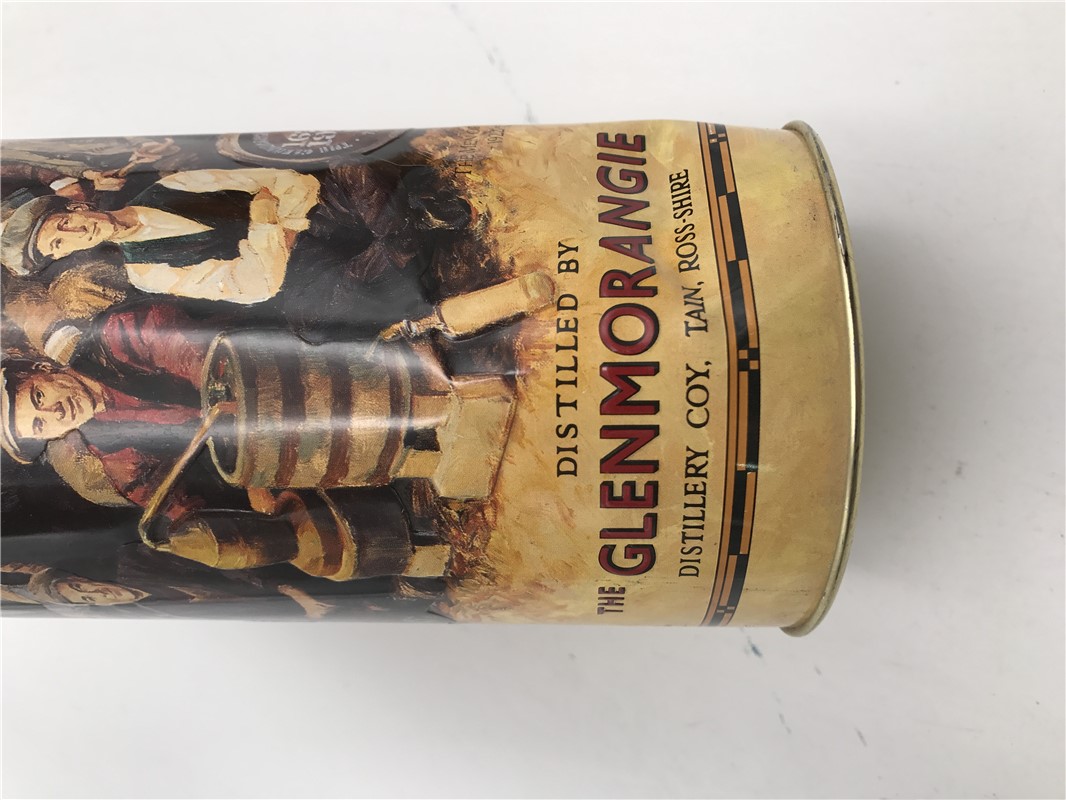 DISTILLED BY
THE GLENMORANGIE
DISTILLERY COY, TAIN, ROSS-SHIRE